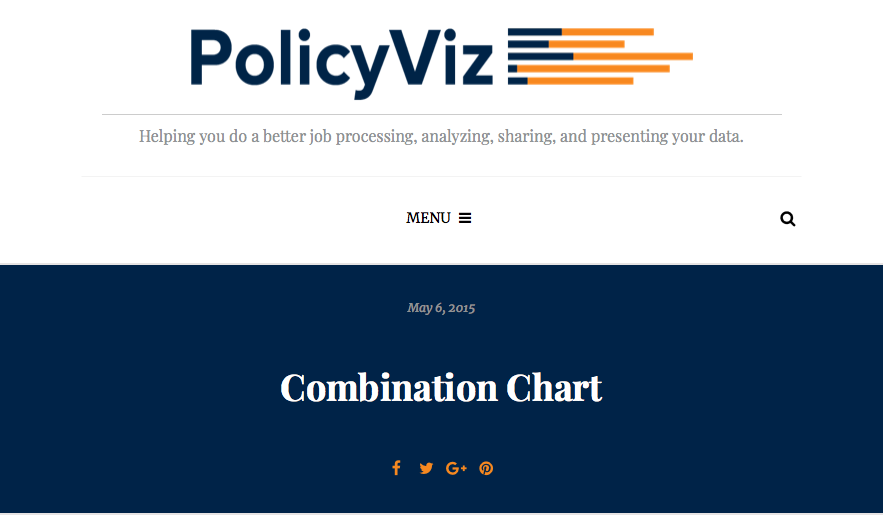 PolicyViz
Helping you do a better job processing, analyzing, sharing, and presenting your data.
MENU
May 6, 2015
Combination Chart